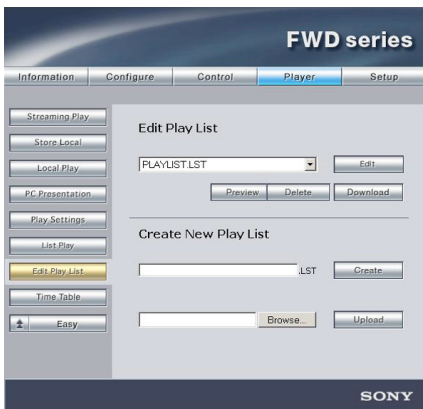 FWD series
Information Configure Control Player Setup
Streaming Play
Store Local
Local Play
PC Presentation
Play Settings
List Play
Edit Play List
Time Table
Easy
Edit Play List
PLAYLIST.LST Edit
Preview Delete Download
Create New Play List
.LST Create
Browse... Upload
SONY